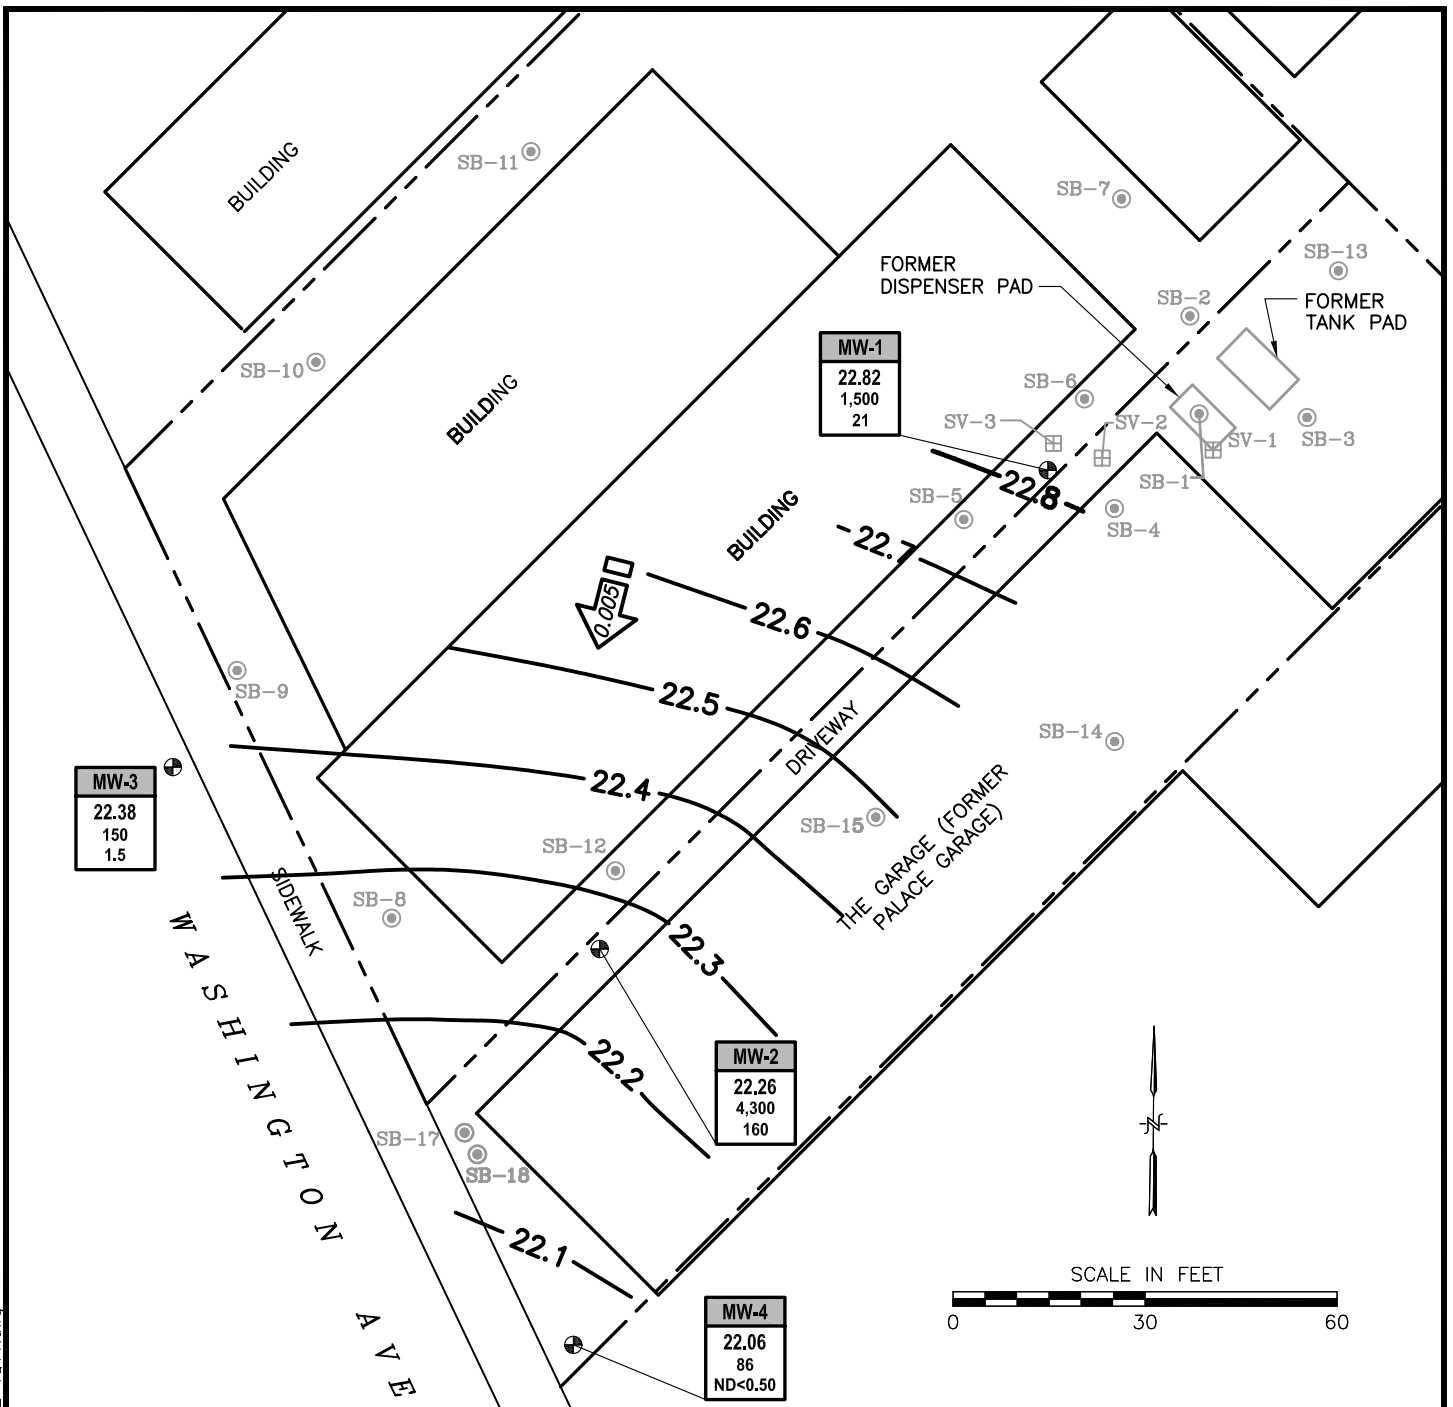 BUILDING
SB-11
SB-7
FORMER
DISPENSER PAD
SB-13
SB-2
FORMER
TANK PAD
SB-10
BUILDING
MW-1
22.82
1,500
21
SB-6
SV-3
SV-2
SV-1
SB-3
SB-1
22.8
SB-5
SB-4
BUILDING
22.7
0.005
22.6
22.5
SB-9
DRIVEWAY
SB-14
MW-3
22.38
150
1.5
22.4
SB-15
THE GARAGE (FORMER
PALACE GARAGE)
SB-12
SIDEWALK
SB-8
22.3
WASHINGTON AVE
22.2
MW-2
22.26
4,300
160
N
SB-17
SB-18
22.1
SCALE IN FEET
0 30 60
MW-4
22.06
86
ND<0.50